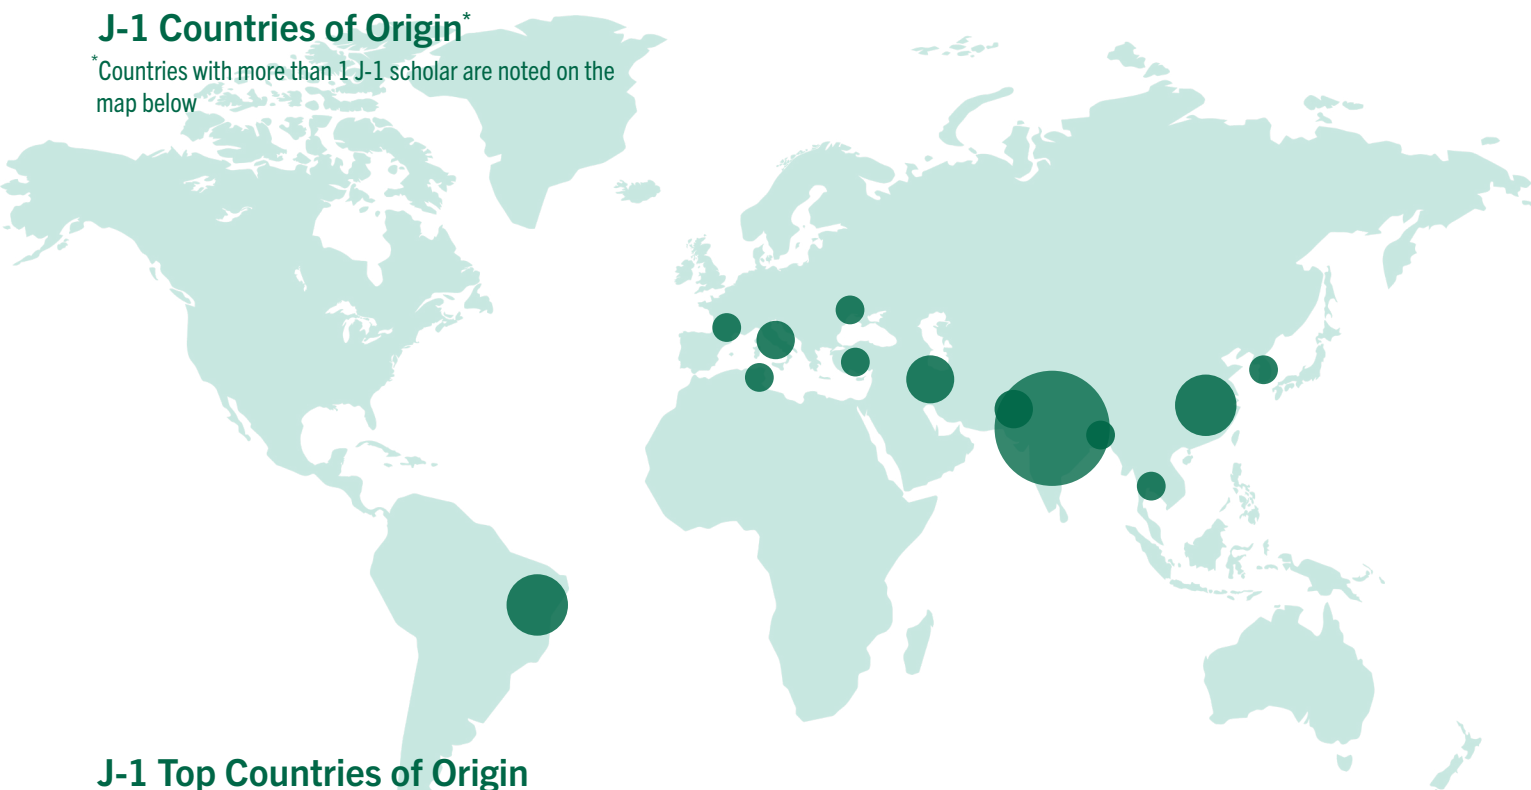 J-1 Countries of Origin*
*Countries with more than 1 J-1 scholar are noted on the
map below
J-1 Top Countries of Origin